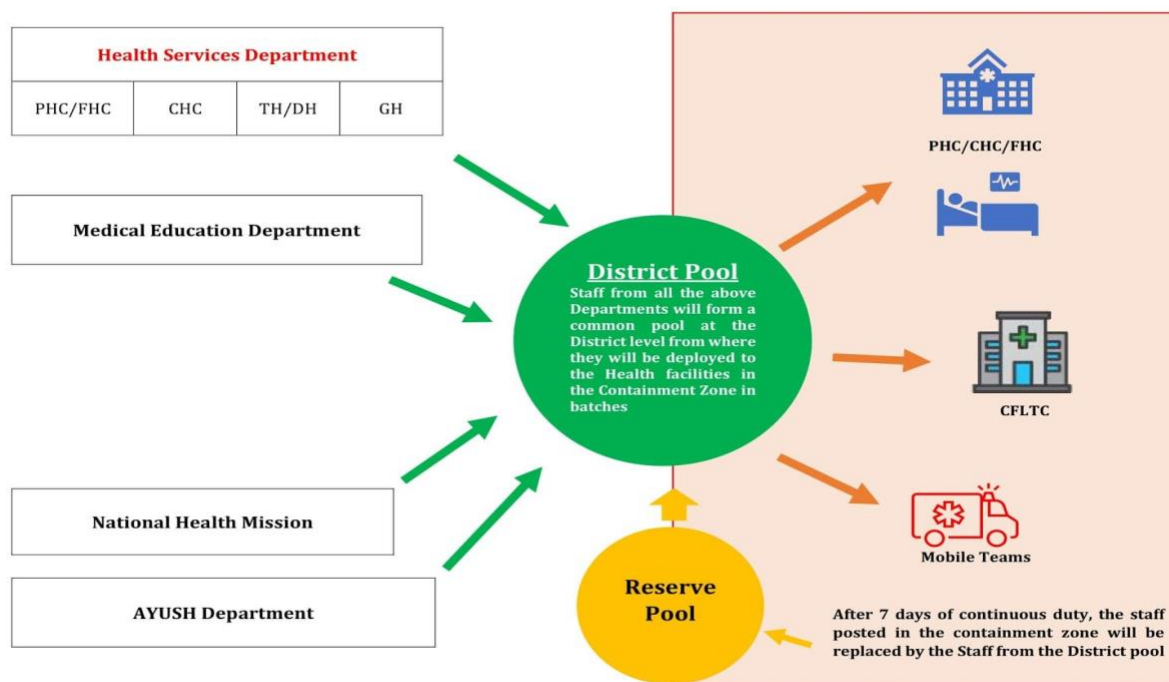 Health Services Department
PHC/FHC
CHC
TH/DH
GH
Medical Education Department
National Health Mission
AYUSH Department
District Pool
Staff from all the above
Departments will form a
common pool at the
District level from where
they will be deployed to
the Health facilities in
the Containment Zone in
batches
Reserve
Pool
PHC/CHC/FHC
CFLTC
Mobile Teams
After 7 days of continuous duty, the staff
posted in the containment zone will be
replaced by the Staff from the District pool